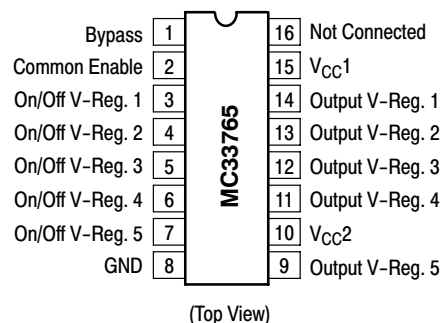 Bypass 1 16 Not Connected
Common Enable 2 15 VCC1
On/Off V–Reg. 1 3 14 Output V–Reg. 1
On/Off V–Reg. 2 4 13 Output V–Reg. 2
On/Off V–Reg. 3 5 12 Output V–Reg. 3
On/Off V–Reg. 4 6 11 Output V–Reg. 4
On/Off V–Reg. 5 7 10 VCC2
GND 8 9 Output V–Reg. 5
MC33765
(Top View)